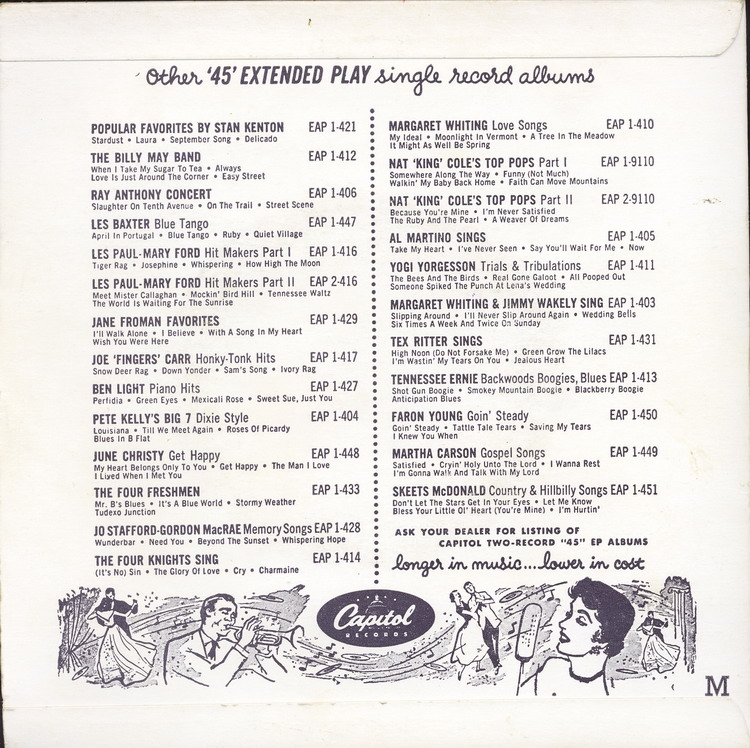 Other '45' EXTENDED PLAY single record albums
POPULAR FAVORITES BY STAN KENTON EAP 1-421
Stardust • Laura • September Song • Delicado
THE BILLY MAY BAND EAP 1-412
When I Take My Sugar To Tea • Always
Love Is Just Around The Corner • Easy Street
RAY ANTHONY CONCERT EAP 1-406
Slaughter On Tenth Avenue • On The Trail • Street Scene
LES BAXTER Blue Tango EAP 1-447
April In Portugal • Blue Tango • Ruby • Quiet Village
LES PAUL-MARY FORD Hit Makers Part I EAP 1-416
Tiger Rag • Josephine • Whispering • How High The Moon
LES PAUL-MARY FORD Hit Makers Part II EAP 2-416
Meet Mister Callaghan • Mockin' Bird Hill • Tennessee Waltz
The World Is Waiting For The Sunrise
JANE FROMAN FAVORITES EAP 1-429
I'll Walk Alone • I Believe • With A Song In My Heart
Wish You Were Here
JOE 'FINGERS' CARR Honky-Tonk Hits EAP 1-417
Snow Deer Rag • Down Yonder • Sam's Song • Ivory Rag
BEN LIGHT Piano Hits EAP 1-427
Perfidia • Green Eyes • Mexicali Rose • Sweet Sue, Just You
PETE KELLY'S BIG 7 Dixie Style EAP 1-404
Louisiana • Till We Meet Again • Roses Of Picardy
Blues In B Flat
JUNE CHRISTY Get Happy EAP 1-448
My Heart Belongs Only To You • Get Happy • The Man I Love
I Lived When I Met You
THE FOUR FRESHMEN EAP 1-433
Mr. B's Blues • It's A Blue World • Stormy Weather
Tudexo Junction
JO STAFFORD-GORDON MacRAE Memory Songs EAP 1-428
Wunderbar • Need You • Beyond The Sunset • Whispering Hope
THE FOUR KNIGHTS SING EAP 1-414
(It's No) Sin • The Glory Of Love • Cry • Charmaine
MARGARET WHITING Love Songs EAP 1-410
My Ideal • Moonlight In Vermont • A Tree In The Meadow
It Might As Well Be Spring
NAT 'KING' COLE'S TOP POPS Part I EAP 1-9110
Somewhere Along The Way • Funny (Not Much)
Walkin' My Baby Back Home • Faith Can Move Mountains
NAT 'KING' COLE'S TOP POPS Part II EAP 2-9110
Because You're Mine • I'm Never Satisfied
The Ruby And The Pearl • A Weaver Of Dreams
AL MARTINO SINGS EAP 1-405
Take My Heart • I've Never Seen • Say You'll Wait For Me • Now
YOGI YORGESSON Trials & Tribulations EAP 1-411
The Bees And The Birds • Real Gone Galoot • All Pooped Out
Someone Spiked The Punch At Lena's Wedding
MARGARET WHITING & JIMMY WAKELY SING EAP 1-403
Slipping Around • I'll Never Slip Around Again • Wedding Bells
Six Times A Week And Twice On Sunday
TEX RITTER SINGS EAP 1-431
High Noon (Do Not Forsake Me) • Green Grow The Lilacs
I'm Wastin' My Tears On You • Jealous Heart
TENNESSEE ERNIE Backwoods Boogies, Blues EAP 1-413
Shot Gun Boogie • Smokey Mountain Boogie • Blackberry Boogie
Anticipation Blues
FARON YOUNG Goin' Steady EAP 1-450
Goin' Steady • Tattle Tale Tears • Saving My Tears
I Knew You When
MARTHA CARSON Gospel Songs EAP 1-449
Satisfied • Cryin' Holy Unto The Lord • I Wanna Rest
I'm Gonna Walk And Talk With My Lord
SKEETS McDONALD Country & Hillbilly Songs EAP 1-451
Don't Let The Stars Get In Your Eyes • Let Me Know
Bless Your Little Ol' Heart (You're Mine) • I'm Hurtin'
ASK YOUR DEALER FOR LISTING OF
CAPITOL TWO-RECORD "45" EP ALBUMS
longer in music...lower in cost
Capitol
RECORDS
M